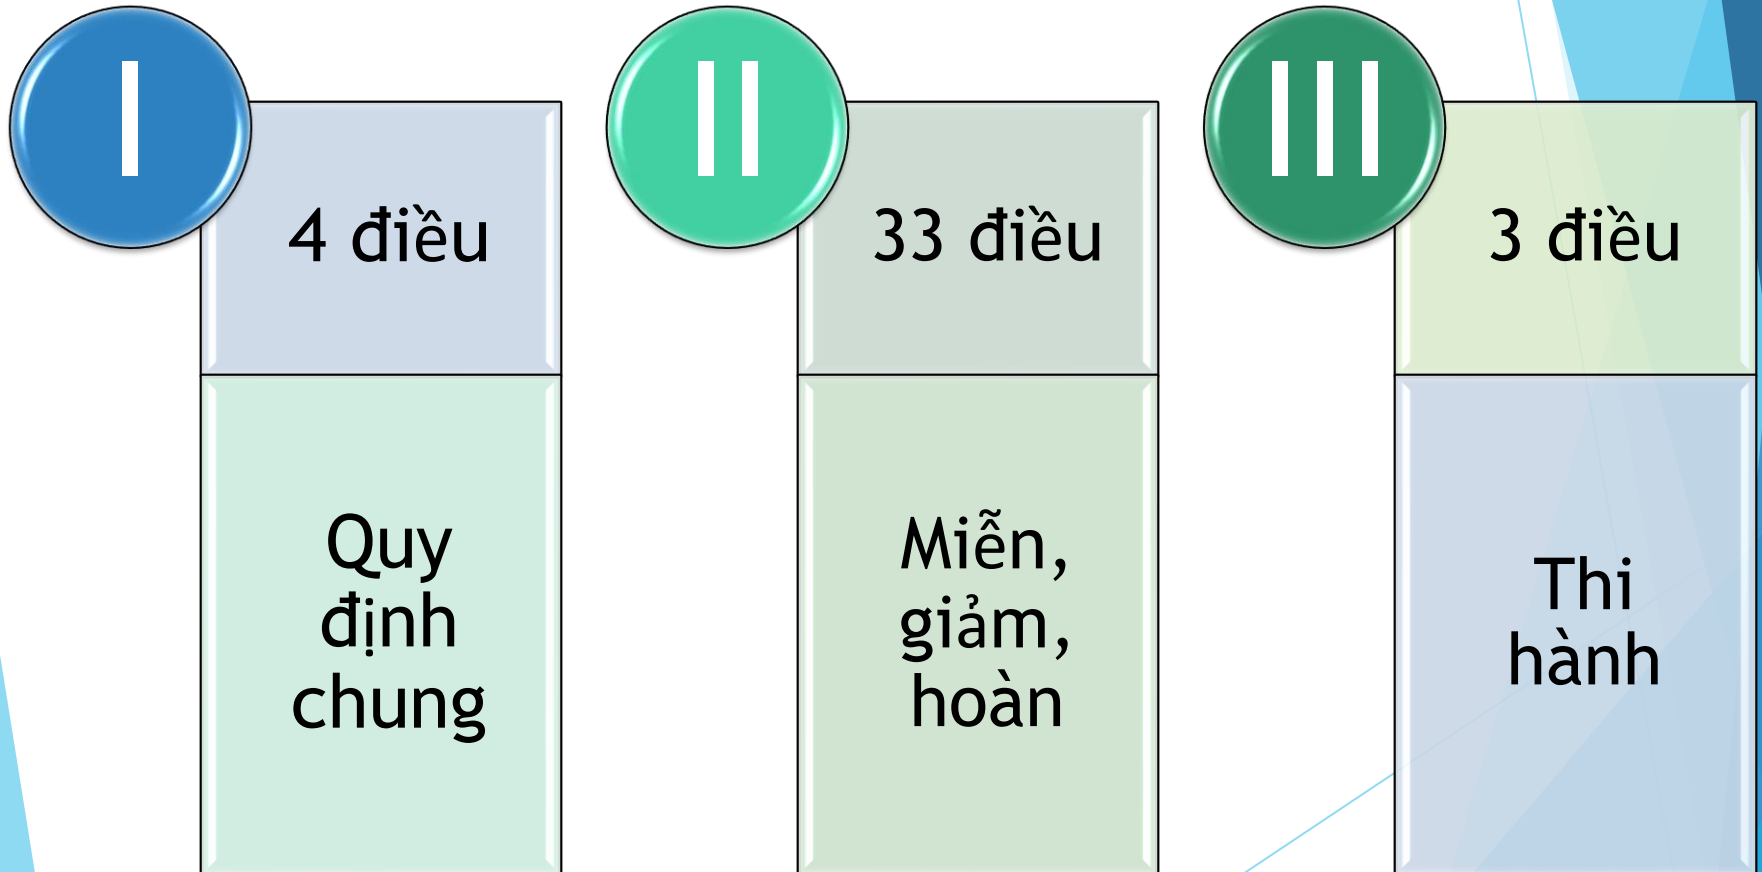 I
4 điều
Quy
định
chung
II
33 điều
Miễn,
giảm,
hoàn
III
3 điều
Thi
hành